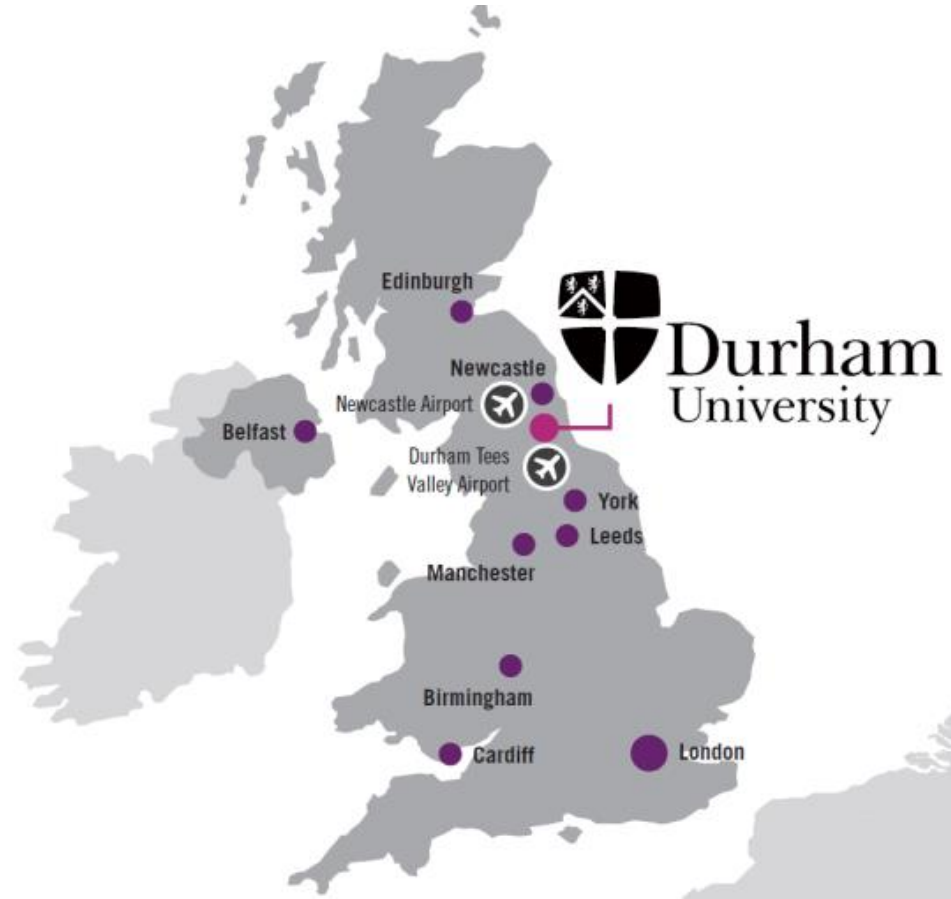 Edinburgh
Durham
University
Newcastle
Newcastle Airport
Belfast
Durham Tees
Valley Airport
York
Leeds
Manchester
Birmingham
Cardiff
London